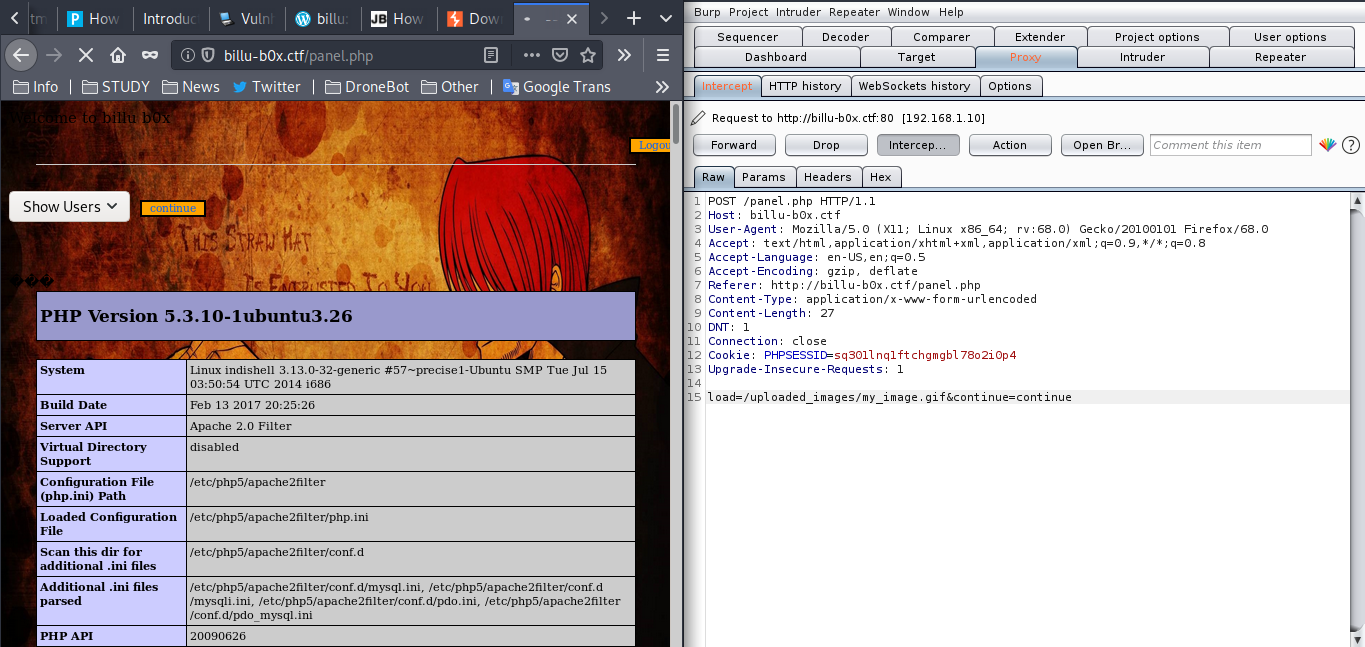 tm
How
Introduc
Vuln
billu:
JB How
Dow
billu-b0x.ctf/panel.php
Info
STUDY
News
Twitter
DroneBot
Other
Google Trans
Welcome to billu b0x
Logou
Show Users
continue
This Straw Hat
Is Entrusted To You
PHP Version 5.3.10-1ubuntu3.26
System Linux indishell 3.13.0-32-generic #57~precise1-Ubuntu SMP Tue Jul 15
03:50:54 UTC 2014 i686
Build Date Feb 13 2017 20:25:26
Server API Apache 2.0 Filter
Virtual Directory disabled
Support
Configuration File /etc/php5/apache2filter
(php.ini) Path
Loaded Configuration /etc/php5/apache2filter/php.ini
File
Scan this dir for /etc/php5/apache2filter/conf.d
additional .ini files
Additional .ini files /etc/php5/apache2filter/conf.d/mysql.ini, /etc/php5/apache2filter/conf.d
parsed /mysqli.ini, /etc/php5/apache2filter/conf.d/pdo.ini, /etc/php5/apache2filter
/conf.d/pdo_mysql.ini
PHP API 20090626
Burp Project Intruder Repeater Window Help
Sequencer Decoder Comparer Extender Project options User options
Dashboard Target Proxy Intruder Repeater
Intercept HTTP history WebSockets history Options
Request to http://billu-b0x.ctf:80 [192.168.1.10]
Forward Drop Intercep... Action Open Br... Comment this item ?
Raw Params Headers Hex
1 POST /panel.php HTTP/1.1
2 Host: billu-b0x.ctf
3 User-Agent: Mozilla/5.0 (X11; Linux x86_64; rv:68.0) Gecko/20100101 Firefox/68.0
4 Accept: text/html,application/xhtml+xml,application/xml;q=0.9,*/*;q=0.8
5 Accept-Language: en-US,en;q=0.5
6 Accept-Encoding: gzip, deflate
7 Referer: http://billu-b0x.ctf/panel.php
8 Content-Type: application/x-www-form-urlencoded
9 Content-Length: 27
10 DNT: 1
11 Connection: close
12 Cookie: PHPSESSID=sq301lnq1ftchgmgbl78o2i0p4
13 Upgrade-Insecure-Requests: 1
14
15 load=/uploaded_images/my_image.gif&continue=continue